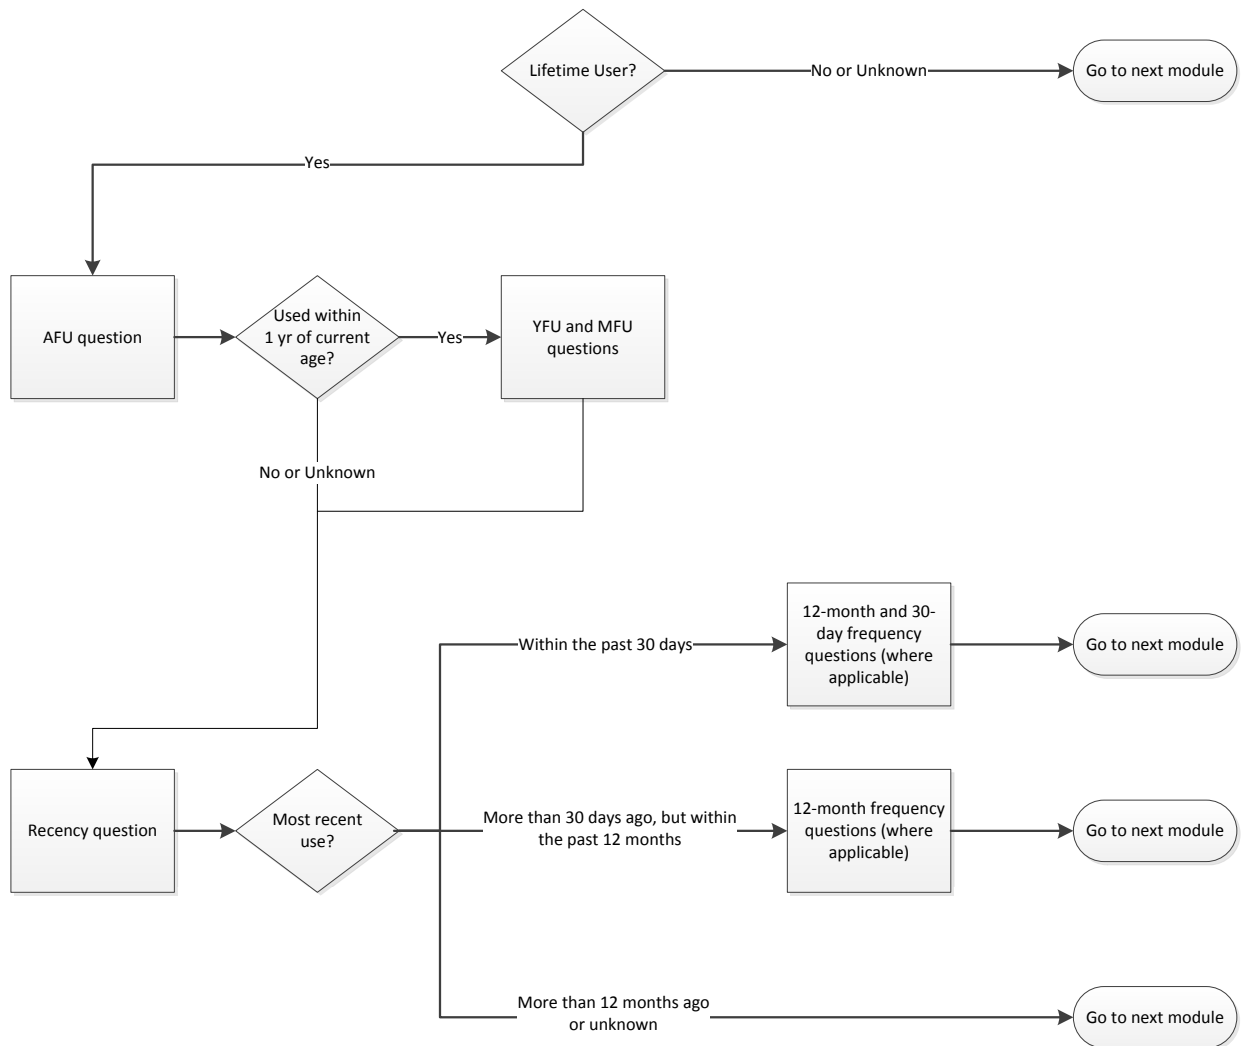 Lifetime User?
No or Unknown
Go to next module
Yes
AFU question
Used within
1 yr of current
age?
Yes
YFU and MFU
questions
No or Unknown
Within the past 30 days
12-month and 30-
day frequency
questions (where
applicable)
Go to next module
Recency question
Most recent
use?
More than 30 days ago, but within
the past 12 months
12-month frequency
questions (where
applicable)
Go to next module
More than 12 months ago
or unknown
Go to next module